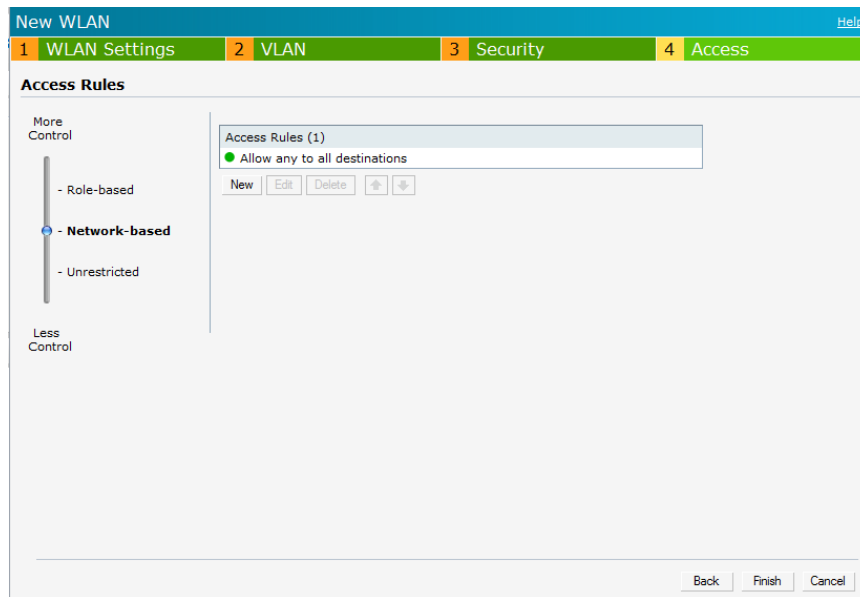 New WLAN
Help
1 WLAN Settings 2 VLAN 3 Security 4 Access
Access Rules
More
Control
- Role-based
- Network-based
- Unrestricted
Less
Control
Access Rules (1)
Allow any to all destinations
New Edit Delete
Back Finish Cancel